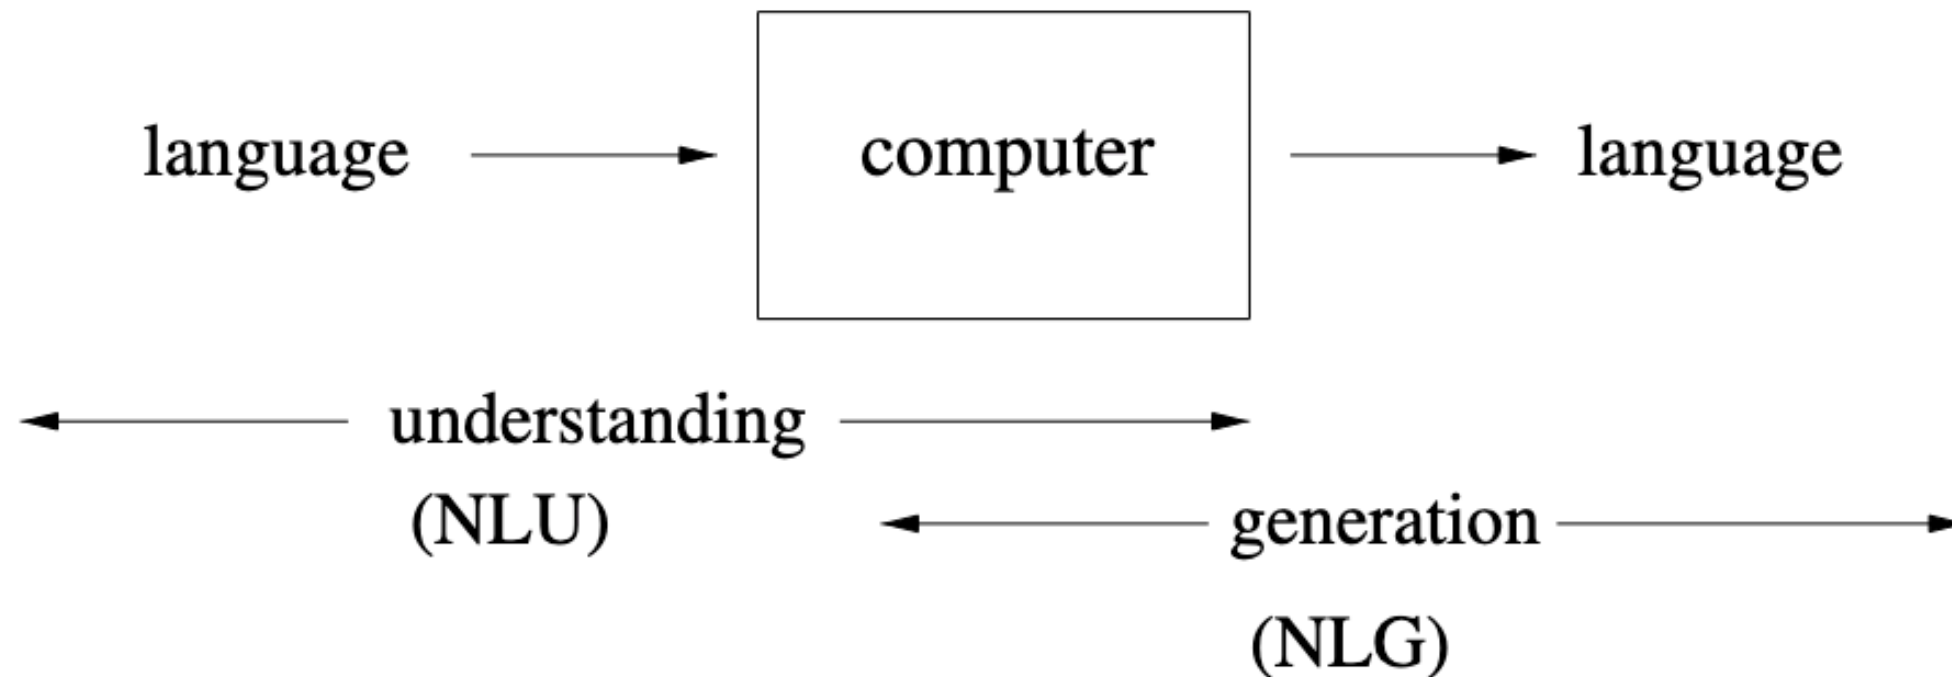 language computer language
understanding
(NLU)
generation
(NLG)